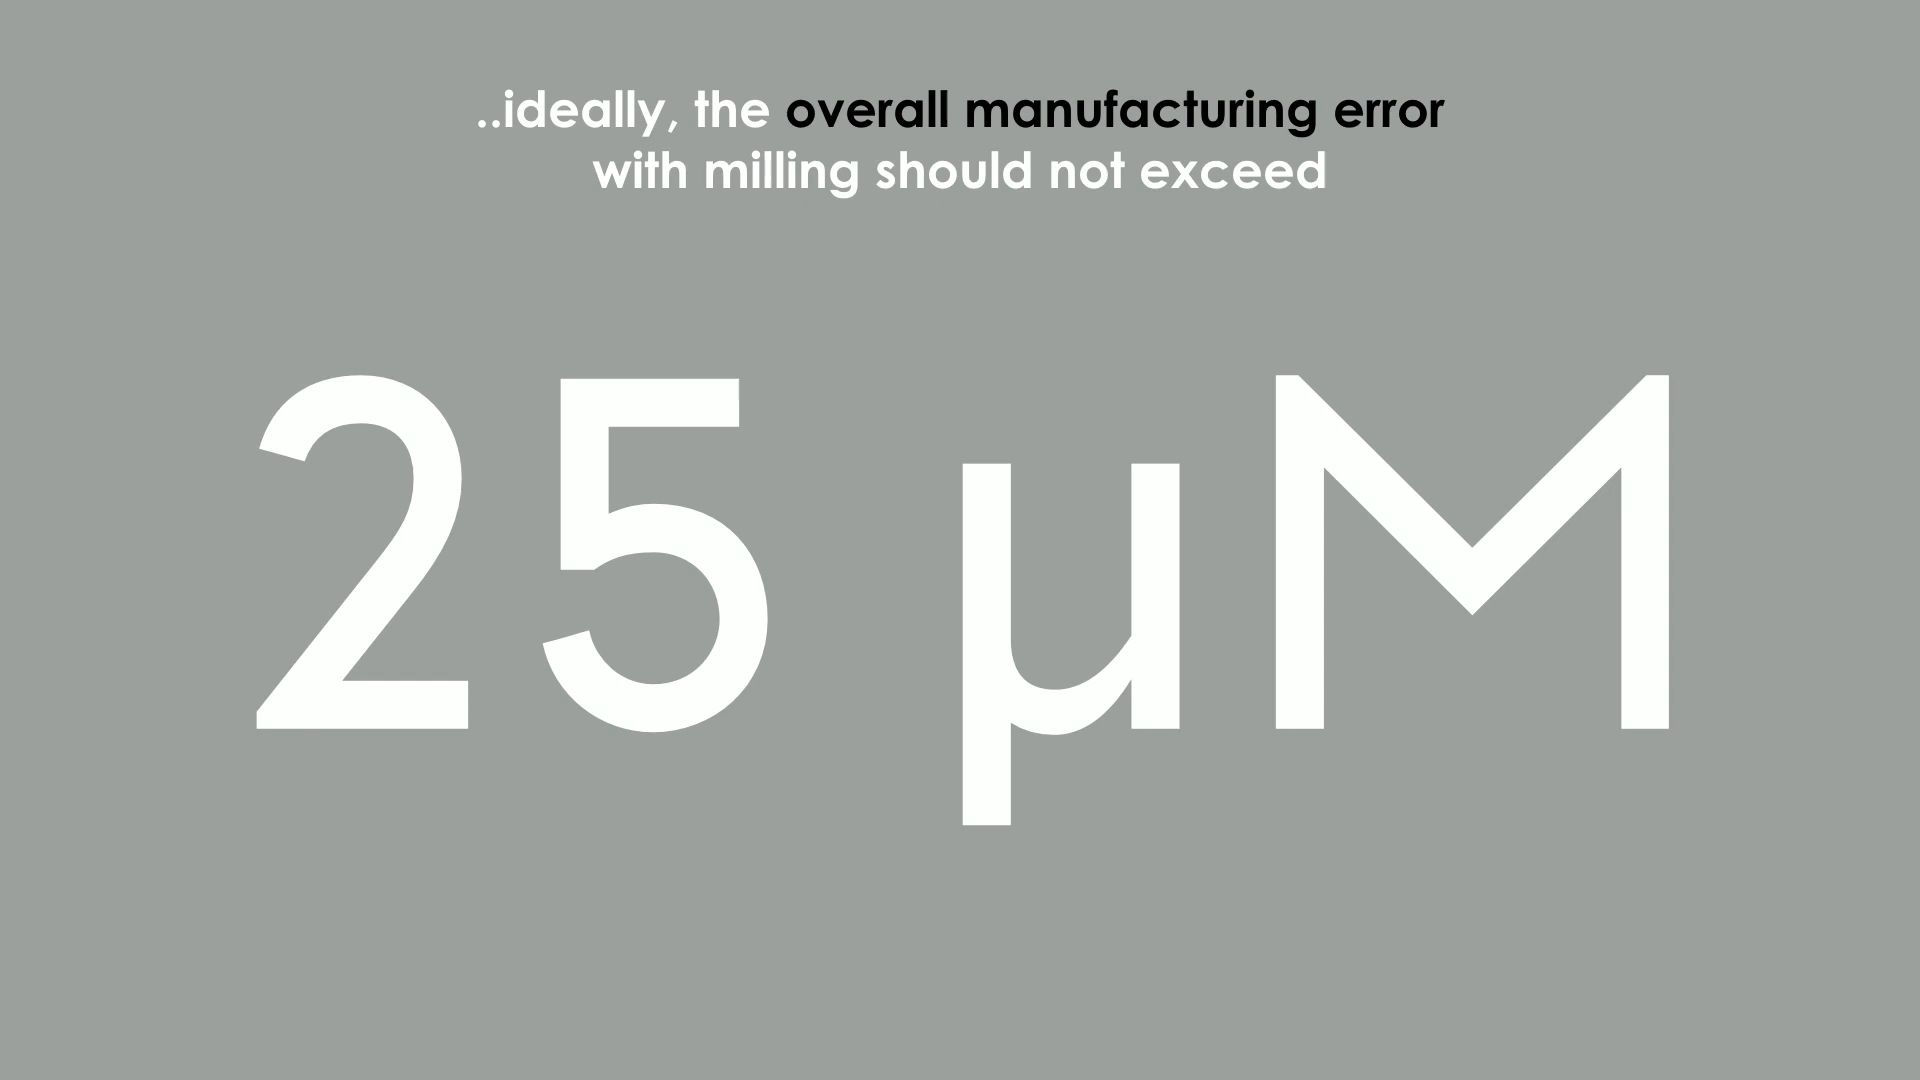 ..ideally, the overall manufacturing error
with milling should not exceed
25 µM